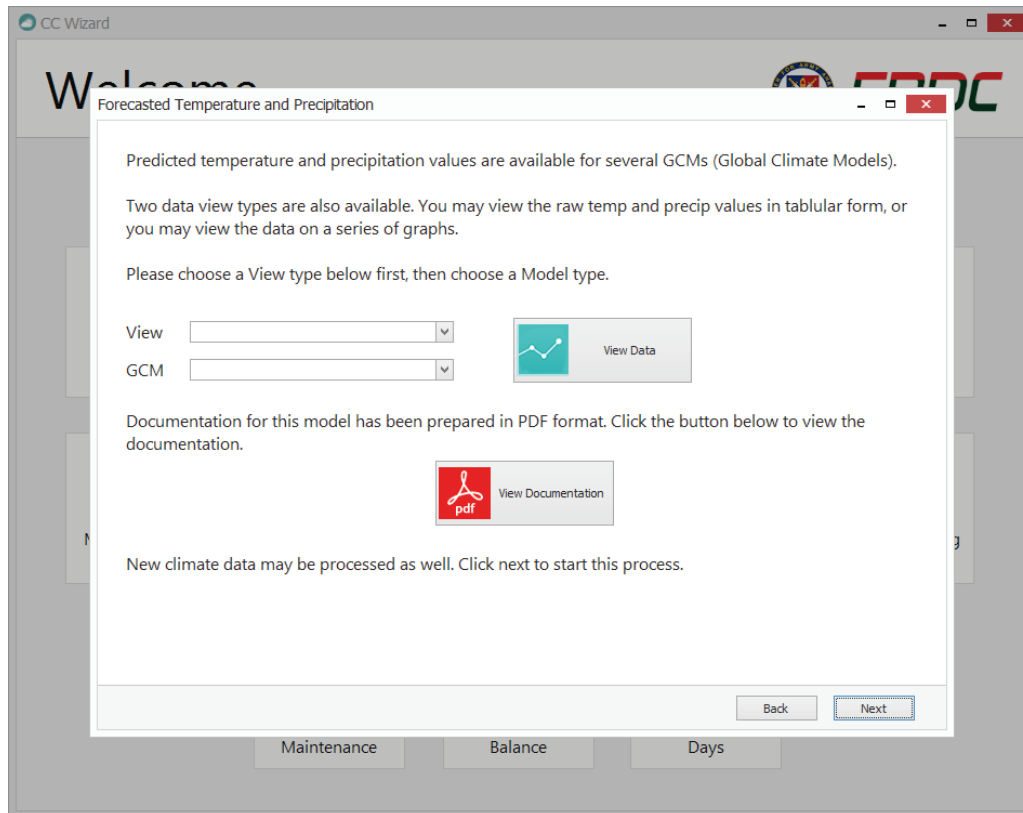 CC Wizard
Forecasted Temperature and Precipitation
Predicted temperature and precipitation values are available for several GCMs (Global Climate Models).
Two data view types are also available. You may view the raw temp and precip values in tablular form, or
you may view the data on a series of graphs.
Please choose a View type below first, then choose a Model type.
View
View Data
GCM
Documentation for this model has been prepared in PDF format. Click the button below to view the
documentation.
pdf
View Documentation
New climate data may be processed as well. Click next to start this process.
Back
Next
Maintenance
Balance
Days